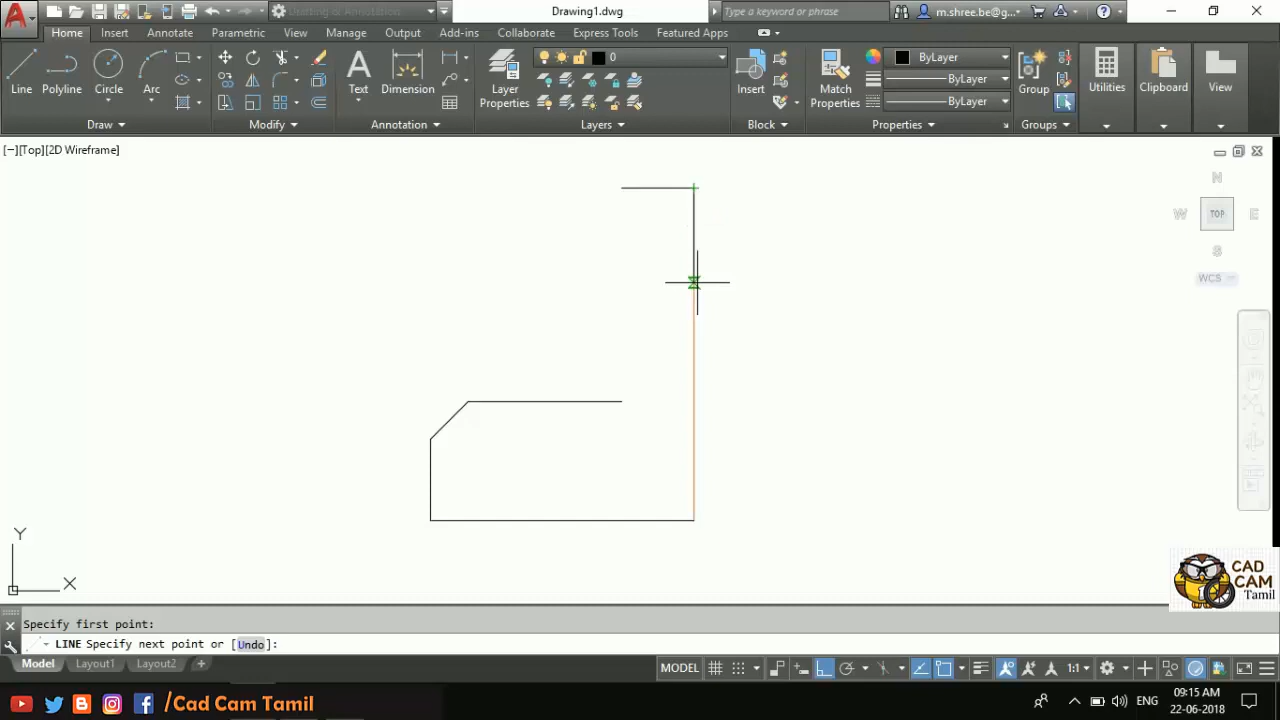 Drafting & Annotation
Drawing1.dwg
Type a keyword or phrase
m.shree.be@g...
Home Insert Annotate Parametric View Manage Output Add-ins Collaborate Express Tools Featured Apps
Line Polyline Circle Arc
Text Dimension
Layer Properties
0
Insert
Match Properties
ByLayer
ByLayer
ByLayer
Group
Utilities
Clipboard
View
Draw Modify Annotation Layers Block Properties Groups
[−][Top][2D Wireframe]
N
W TOP E
S
WCS
Y
X
CAD
CAM
Tamil
Specify first point:
LINE Specify next point or [Undo]:
Model Layout1 Layout2 +
MODEL
1:1
/Cad Cam Tamil
ENG
09:15 AM
22-06-2018